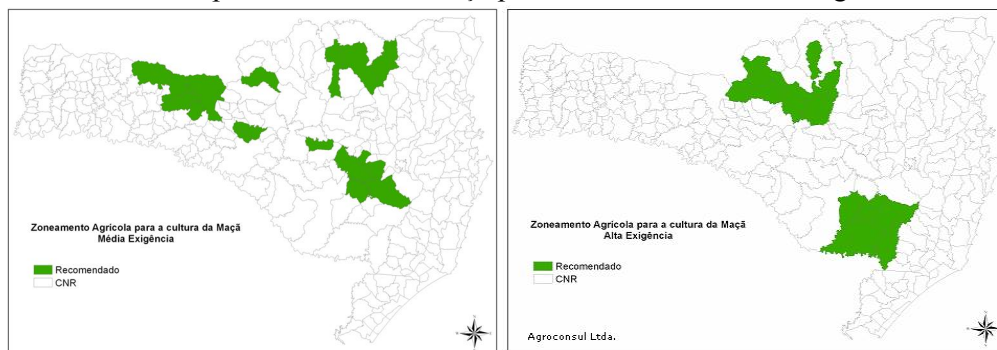 Zoneamento Agrícola para a cultura da Maçã
Média Exigência
Recomendado
CNR
Zoneamento Agrícola para a cultura da Maçã
Alta Exigência
Recomendado
CNR
Agroconsul Ltda.